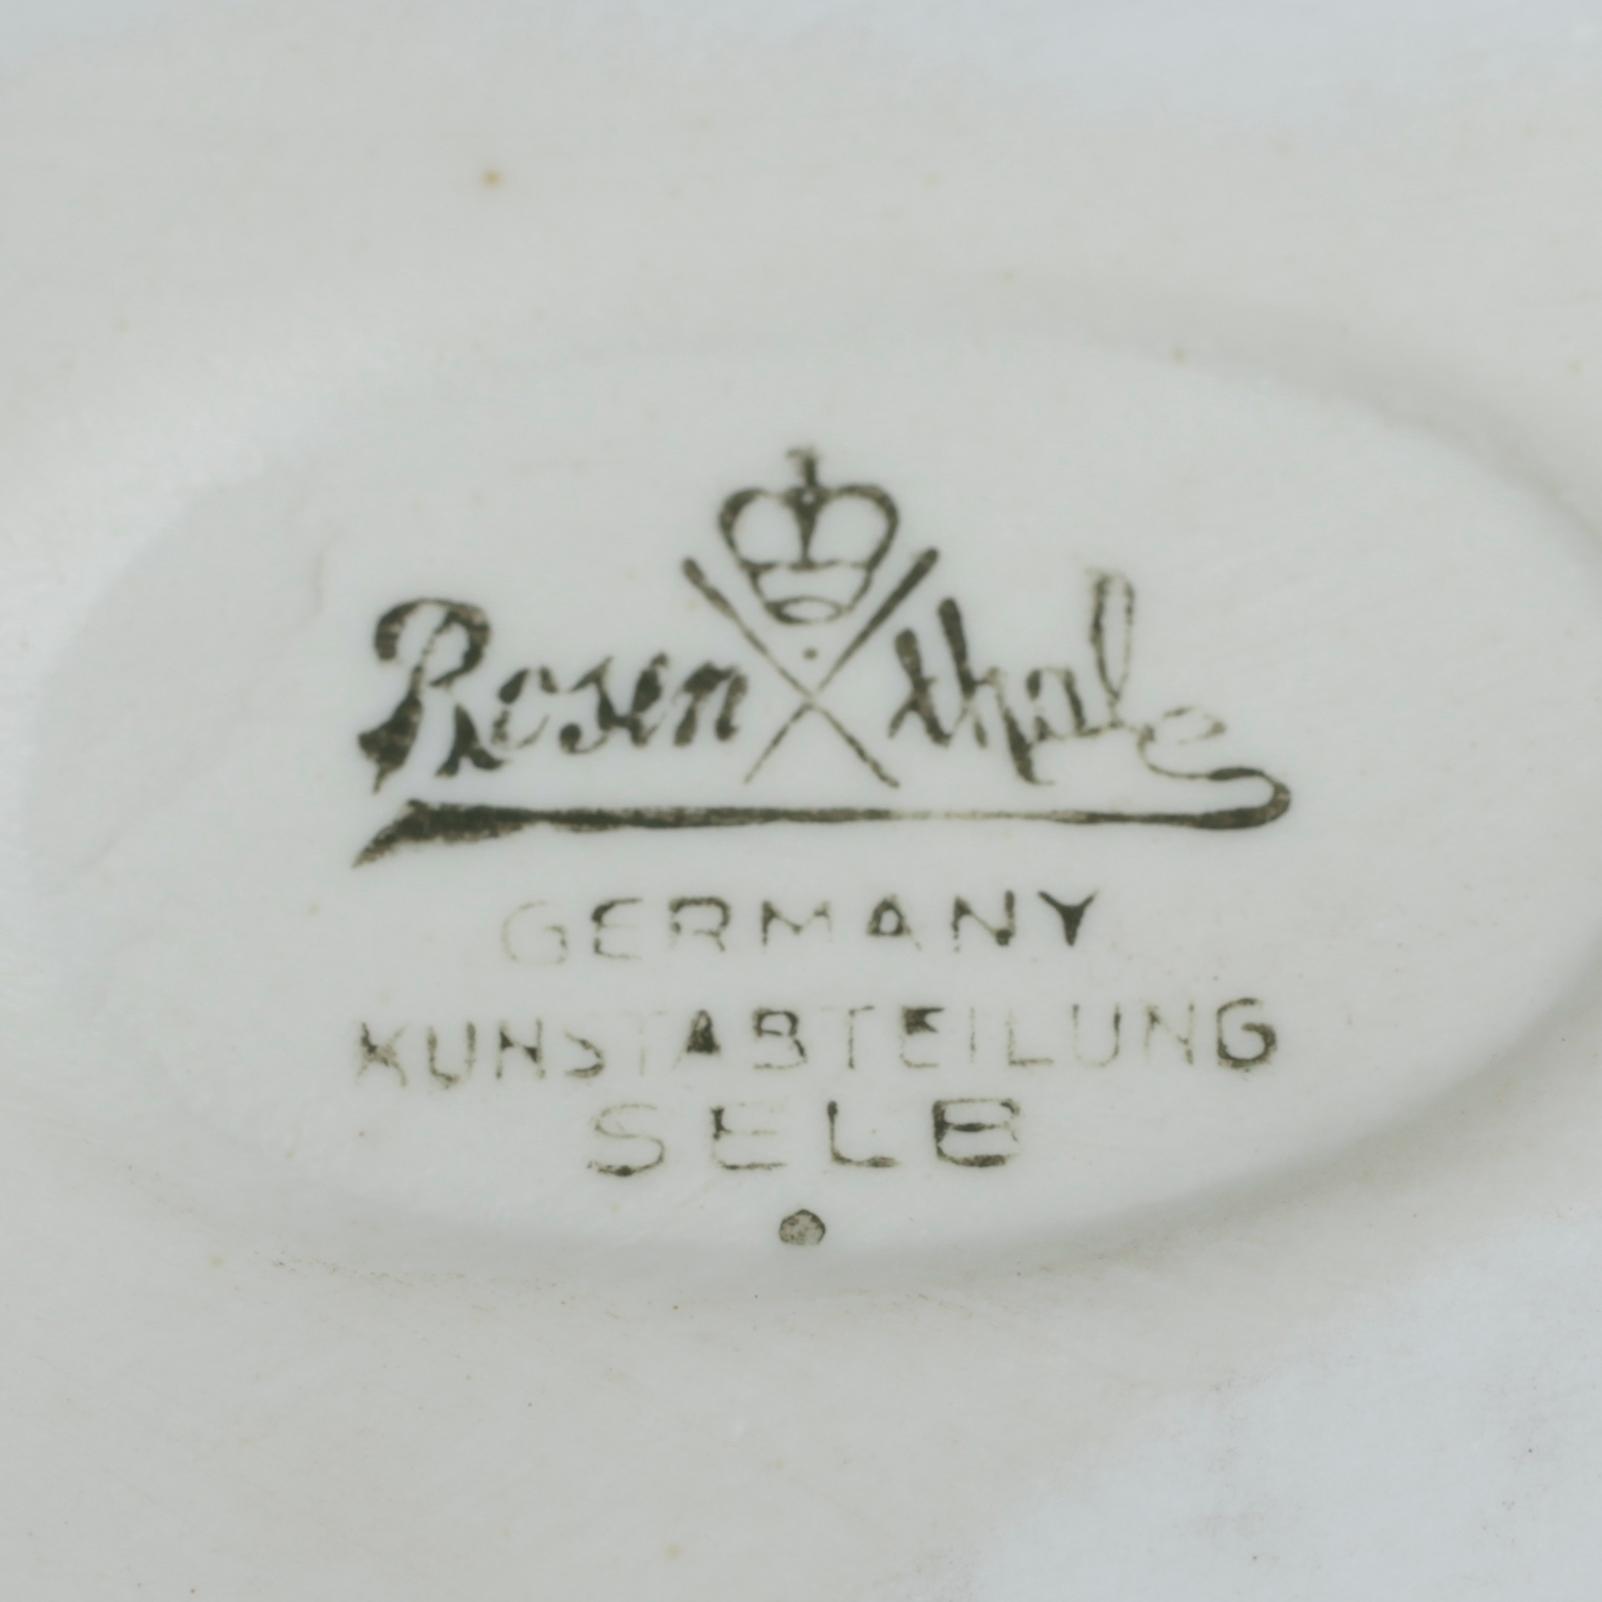 Rosenthal
GERMANY
KUNSTABTEILUNG
SELB